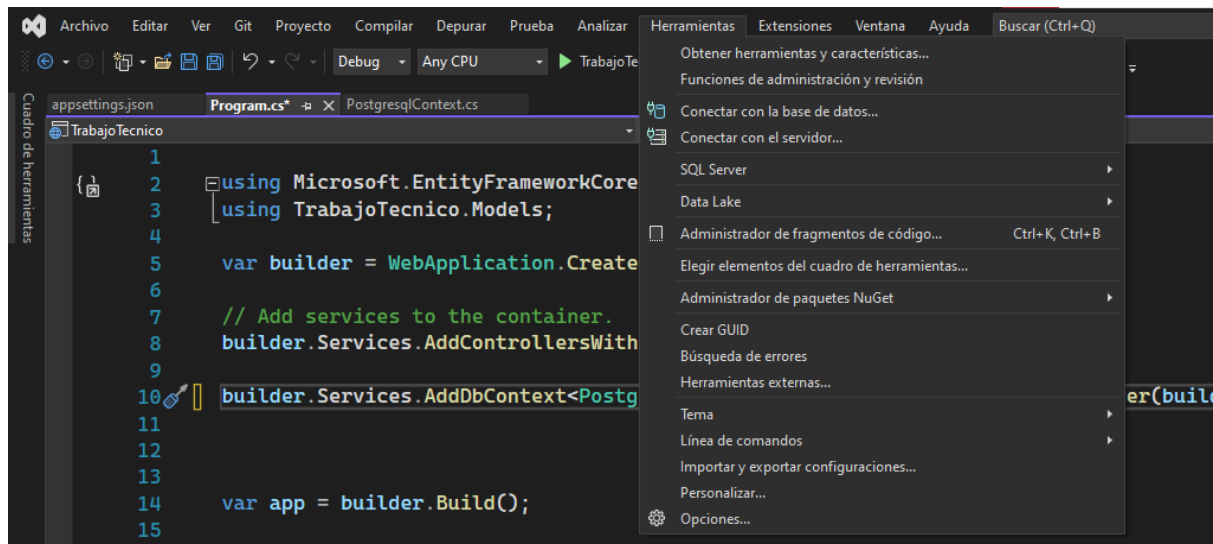 Archivo Editar Ver Git Proyecto Compilar Depurar Prueba Analizar Herramientas Extensiones Ventana Ayuda Buscar (Ctrl+Q)
Debug Any CPU TrabajoTe
appsettings.json Program.cs* PostgresqlContext.cs
TrabajoTecnico
Cuadro de herramientas
1
2 using Microsoft.EntityFrameworkCore
3 using TrabajoTecnico.Models;
4
5 var builder = WebApplication.Create
6
7 // Add services to the container.
8 builder.Services.AddControllersWith
9
10 builder.Services.AddDbContext<Postg er(buil
11
12
13
14 var app = builder.Build();
15
Obtener herramientas y características...
Funciones de administración y revisión
Conectar con la base de datos...
Conectar con el servidor...
SQL Server
Data Lake
Administrador de fragmentos de código... Ctrl+K, Ctrl+B
Elegir elementos del cuadro de herramientas...
Administrador de paquetes NuGet
Crear GUID
Búsqueda de errores
Herramientas externas...
Tema
Línea de comandos
Importar y exportar configuraciones...
Personalizar...
Opciones...